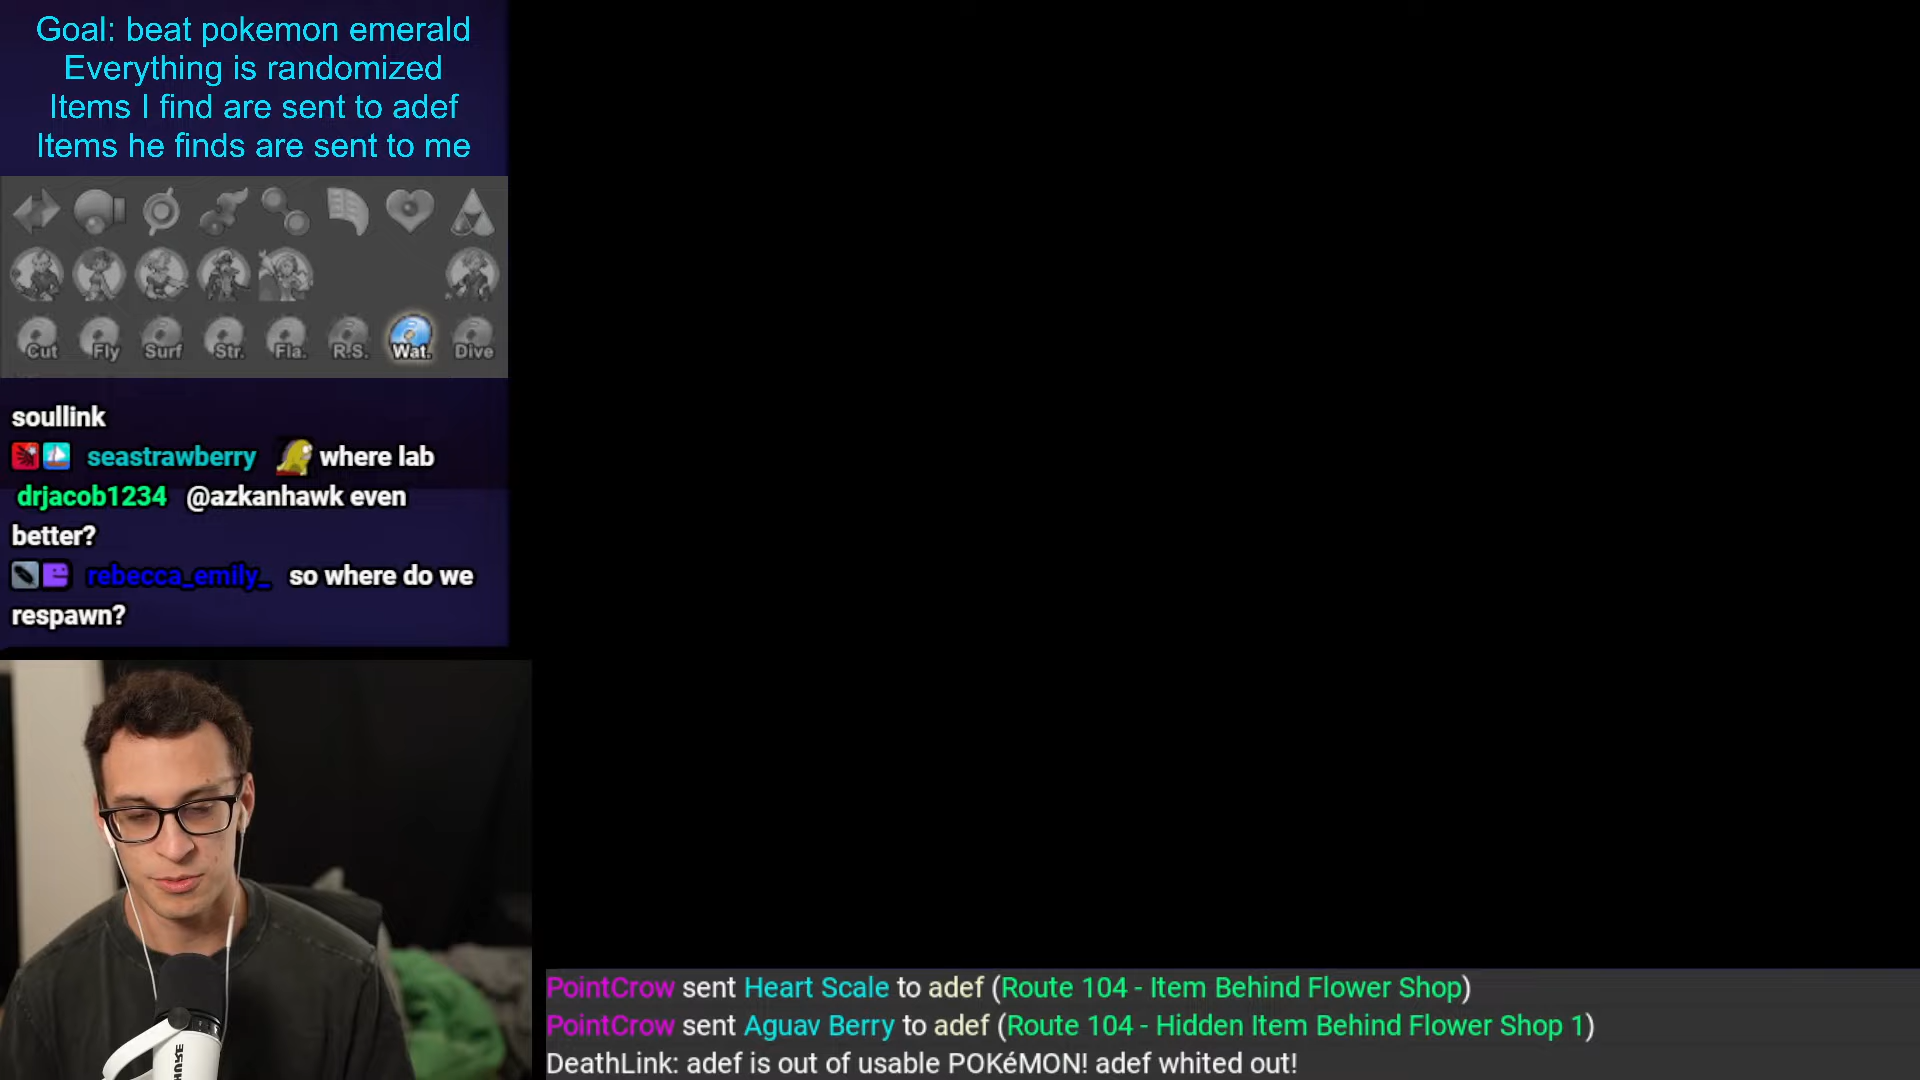 Goal: beat pokemon emerald
Everything is randomized
Items I find are sent to adef
Items he finds are sent to me
Cut Fly Surf Str. Fla. R.S. Wat. Dive
soullink
seastrawberry where lab
drjacob1234 @azkanhawk even
better?
rebecca_emily_ so where do we
respawn?
PointCrow sent Heart Scale to adef (Route 104 - Item Behind Flower Shop)
PointCrow sent Aguav Berry to adef (Route 104 - Hidden Item Behind Flower Shop 1)
DeathLink: adef is out of usable POKéMON! adef whited out!